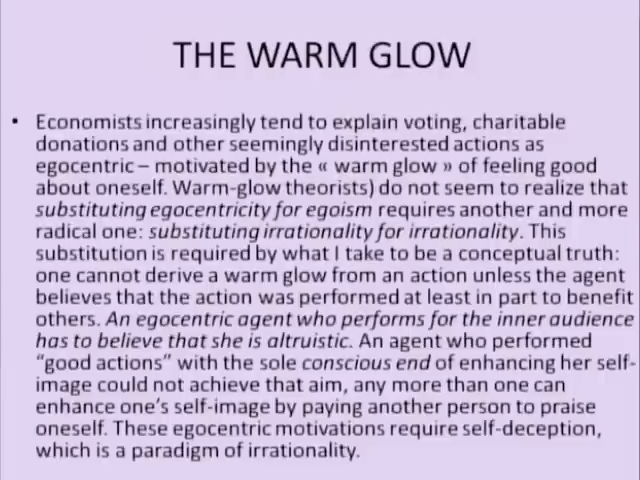 THE WARM GLOW
• Economists increasingly tend to explain voting, charitable
donations and other seemingly disinterested actions as
egocentric – motivated by the « warm glow » of feeling good
about oneself. Warm-glow theorists) do not seem to realize that
substituting egocentricity for egoism requires another and more
radical one: substituting irrationality for irrationality. This
substitution is required by what I take to be a conceptual truth:
one cannot derive a warm glow from an action unless the agent
believes that the action was performed at least in part to benefit
others. An egocentric agent who performs for the inner audience
has to believe that she is altruistic. An agent who performed
“good actions” with the sole conscious end of enhancing her self-
image could not achieve that aim, any more than one can
enhance one’s self-image by paying another person to praise
oneself. These egocentric motivations require self-deception,
which is a paradigm of irrationality.